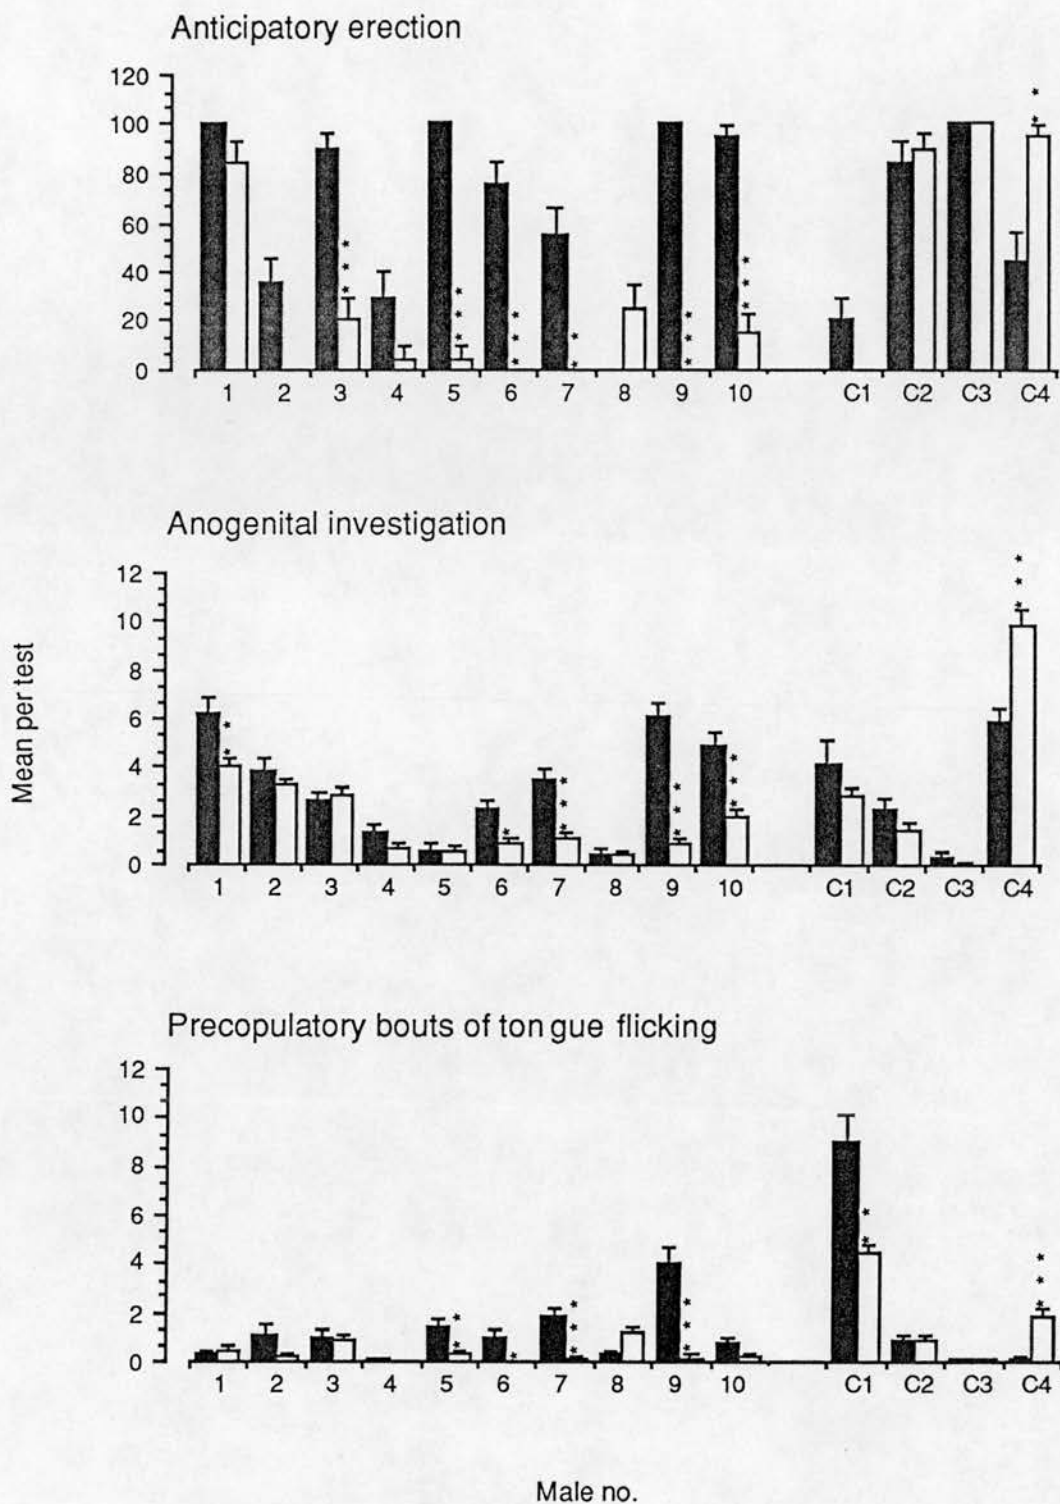 Anticipatory erection
120
100
80
60
40
20
0
1 2 3 4 5 6 7 8 9 10 C1 C2 C3 C4
* * *
* * *
* * *
* *
* * *
* * *
* *
Anogenital investigation
12
10
8
6
4
2
0
1 2 3 4 5 6 7 8 9 10 C1 C2 C3 C4
* *
*
* * *
* * *
* * *
* * *
Mean per test
Precopulatory bouts of ton gue flicking
12
10
8
6
4
2
0
1 2 3 4 5 6 7 8 9 10 C1 C2 C3 C4
* *
*
* * *
* * *
* *
* * *
Male no.